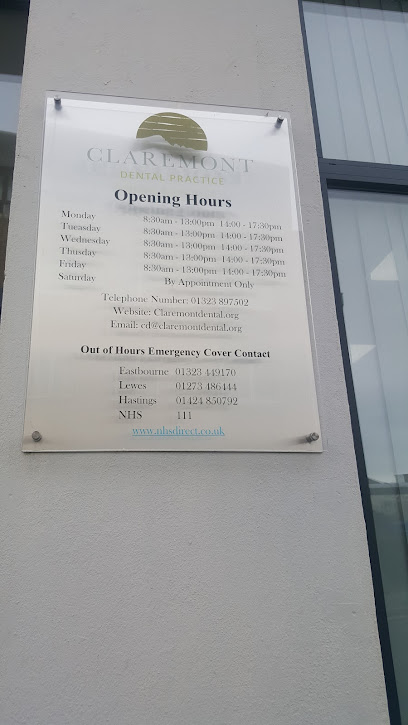 CLAREMONT
DENTAL PRACTICE
Opening Hours
Monday 8:30am - 13:00pm 14:00 - 17:30pm
Tueasday 8:30am - 13:00pm 14:00 - 17:30pm
Wednesday 8:30am - 13:00pm 14:00 - 17:30pm
Thusday 8:30am - 13:00pm 14:00 - 17:30pm
Friday 8:30am - 13:00pm 14:00 - 17:30pm
Saturday By Appointment Only
Telephone Number: 01323 897502
Website: Claremontdental.org
Email: cd@claremontdental.org
Out of Hours Emergency Cover Contact
Eastbourne 01323 449170
Lewes 01273 486444
Hastings 01424 850792
NHS 111
www.nhsdirect.co.uk